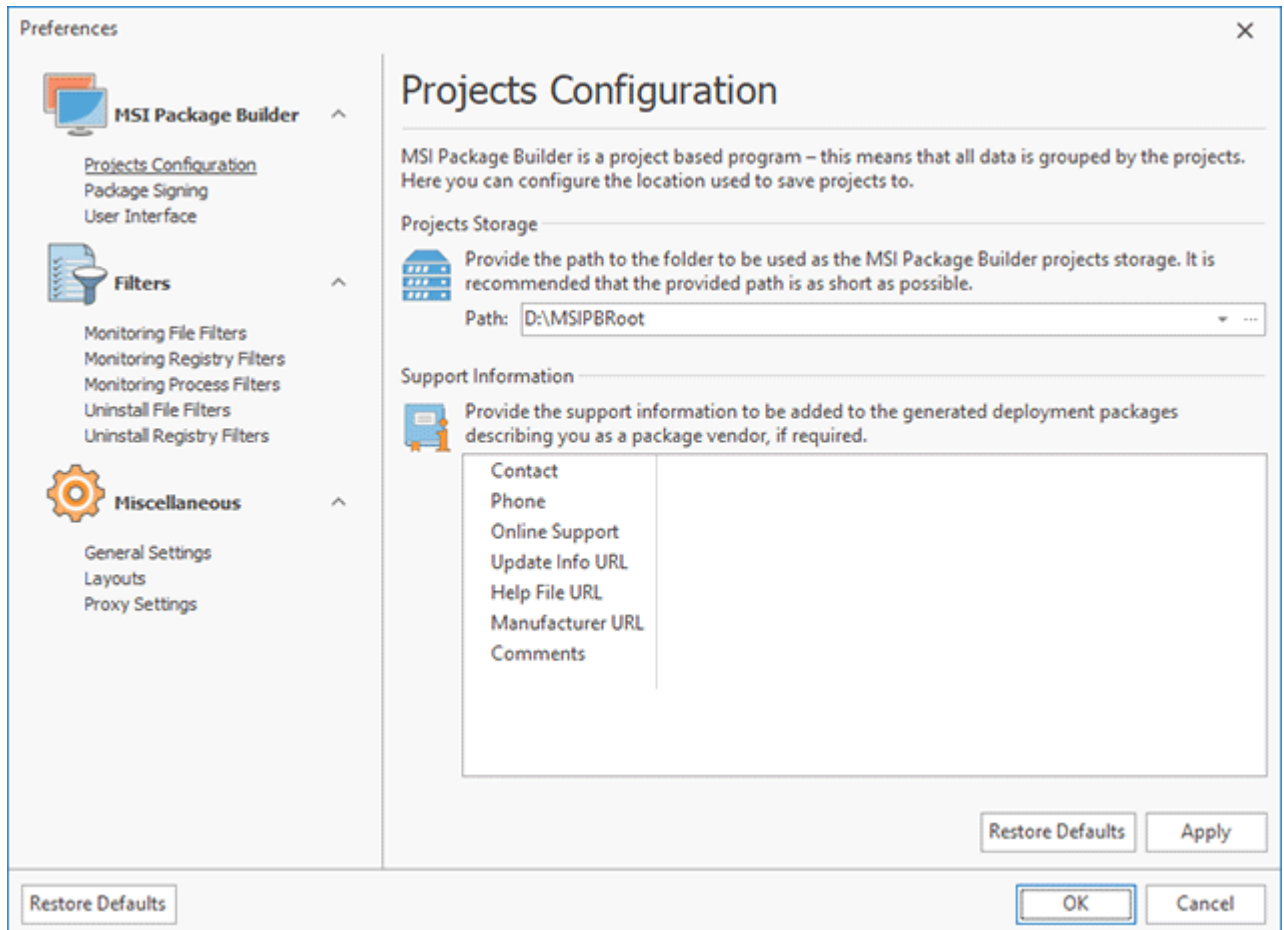 Preferences
MSI Package Builder
Projects Configuration
Package Signing
User Interface
Filters
Monitoring File Filters
Monitoring Registry Filters
Monitoring Process Filters
Uninstall File Filters
Uninstall Registry Filters
Miscellaneous
General Settings
Layouts
Proxy Settings
Projects Configuration
MSI Package Builder is a project based program – this means that all data is grouped by the projects.
Here you can configure the location used to save projects to.
Projects Storage
Provide the path to the folder to be used as the MSI Package Builder projects storage. It is
recommended that the provided path is as short as possible.
Path: D:\MSIPBRoot
Support Information
Provide the support information to be added to the generated deployment packages
describing you as a package vendor, if required.
Contact
Phone
Online Support
Update Info URL
Help File URL
Manufacturer URL
Comments
Restore Defaults Apply
Restore Defaults OK Cancel